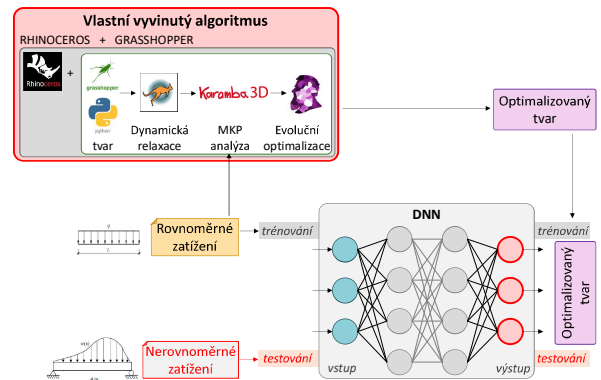 Vlastní vyvinutý algoritmus
RHINOCEROS + GRASSHOPPER
Rhinoceros
+
grasshopper
python
tvar
Dynamická
relaxace
Karamba3D
MKP
analýza
Evoluční
optimalizace
Optimalizovaný
tvar
q
L
Rovnoměrné
zatížení
trénování
DNN
vstup
výstup
trénování
Optimalizovaný
tvar
w(x)
Nerovnoměrné
zatížení
testování
testování